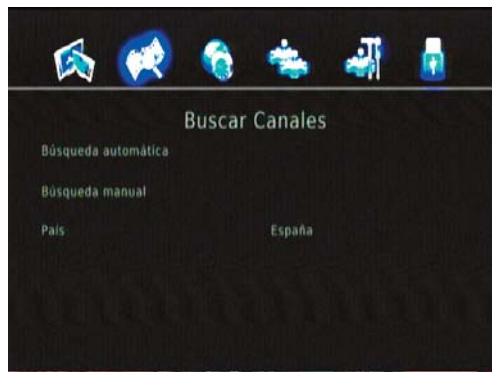 Buscar Canales
Búsqueda automática
Búsqueda manual
País España